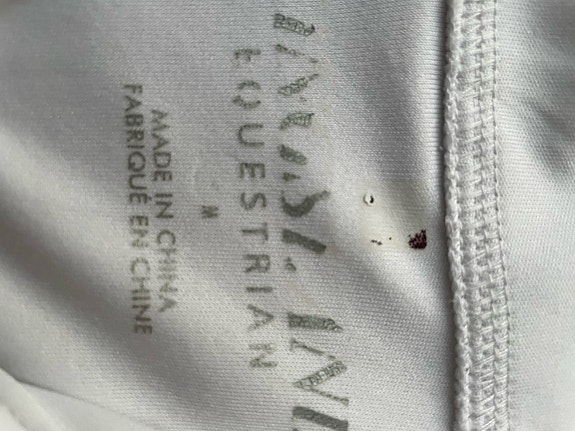 EQUESTRIAN
M
MADE IN CHINA
FABRIQUÉ EN CHINE